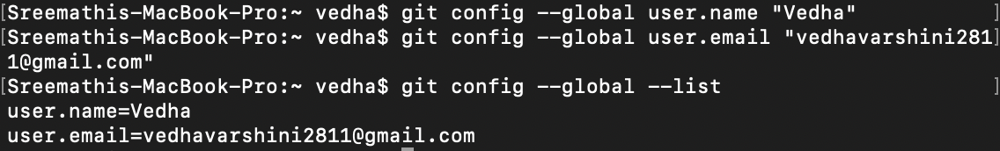 [Sreemathis-MacBook-Pro:~ vedha$ git config --global user.name "Vedha" ]
[Sreemathis-MacBook-Pro:~ vedha$ git config --global user.email "vedhavarshini281]
1@gmail.com"
[Sreemathis-MacBook-Pro:~ vedha$ git config --global --list ]
user.name=Vedha
user.email=vedhavarshini2811@gmail.com